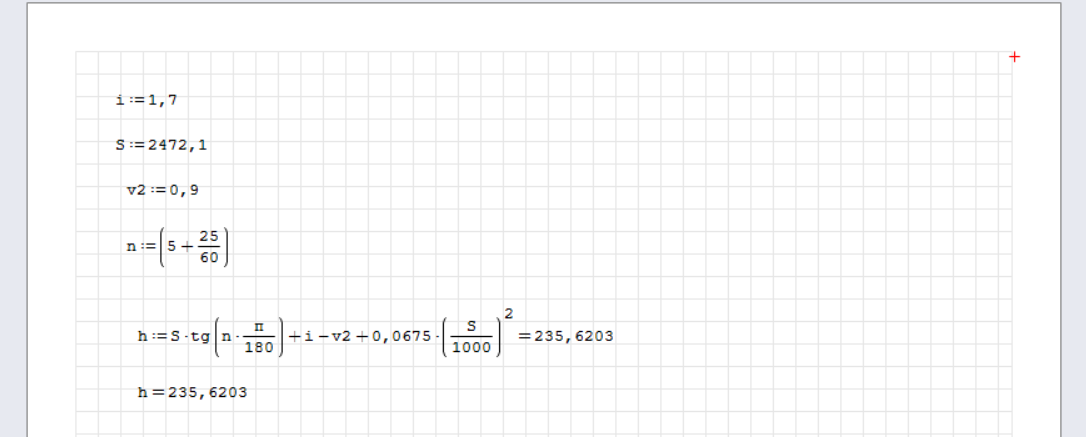 i:=1,7
S:=2472,1
v2:=0,9
n:=(5+25/60)
h:=S·tg(n·π/180)+i-v2+0,0675·(S/1000)²=235,6203
h=235,6203